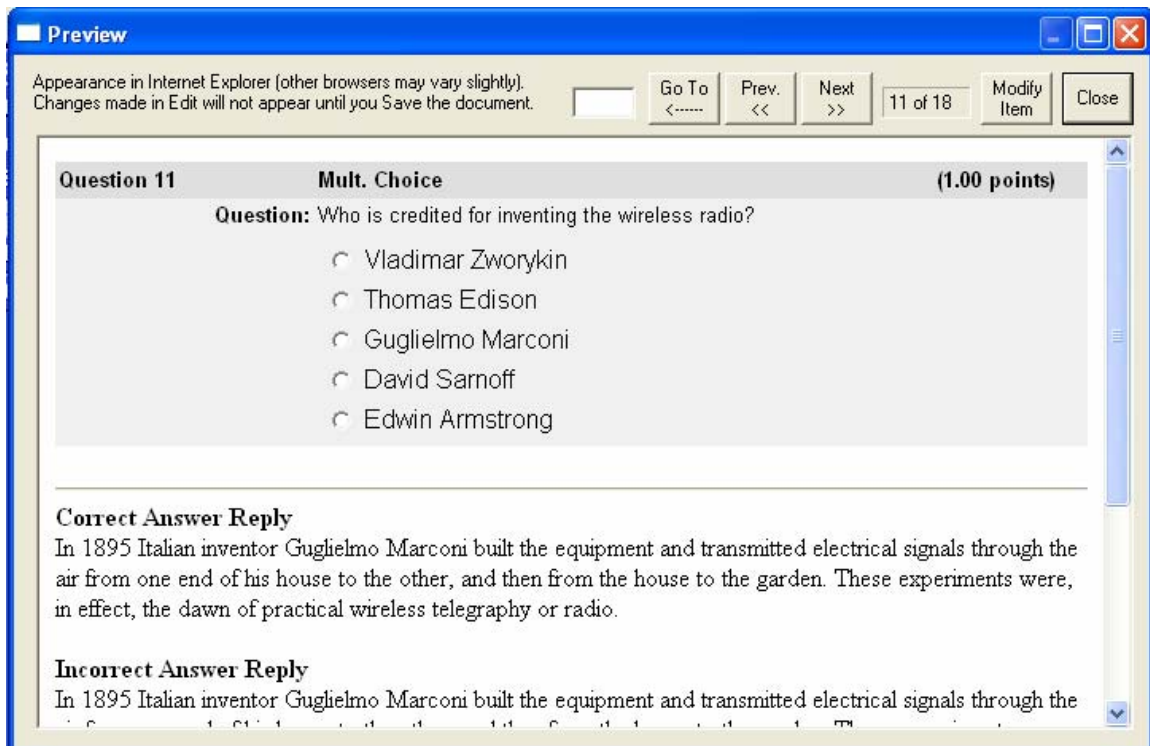 Preview
Appearance in Internet Explorer (other browsers may vary slightly).
Changes made in Edit will not appear until you Save the document.
Go To
<------
Prev.
<<
Next
>>
11 of 18
Modify
Item
Close
Question 11 Mult. Choice (1.00 points)
Question: Who is credited for inventing the wireless radio?
Vladimar Zworykin
Thomas Edison
Guglielmo Marconi
David Sarnoff
Edwin Armstrong
Correct Answer Reply
In 1895 Italian inventor Guglielmo Marconi built the equipment and transmitted electrical signals through the
air from one end of his house to the other, and then from the house to the garden. These experiments were,
in effect, the dawn of practical wireless telegraphy or radio.
Incorrect Answer Reply
In 1895 Italian inventor Guglielmo Marconi built the equipment and transmitted electrical signals through the